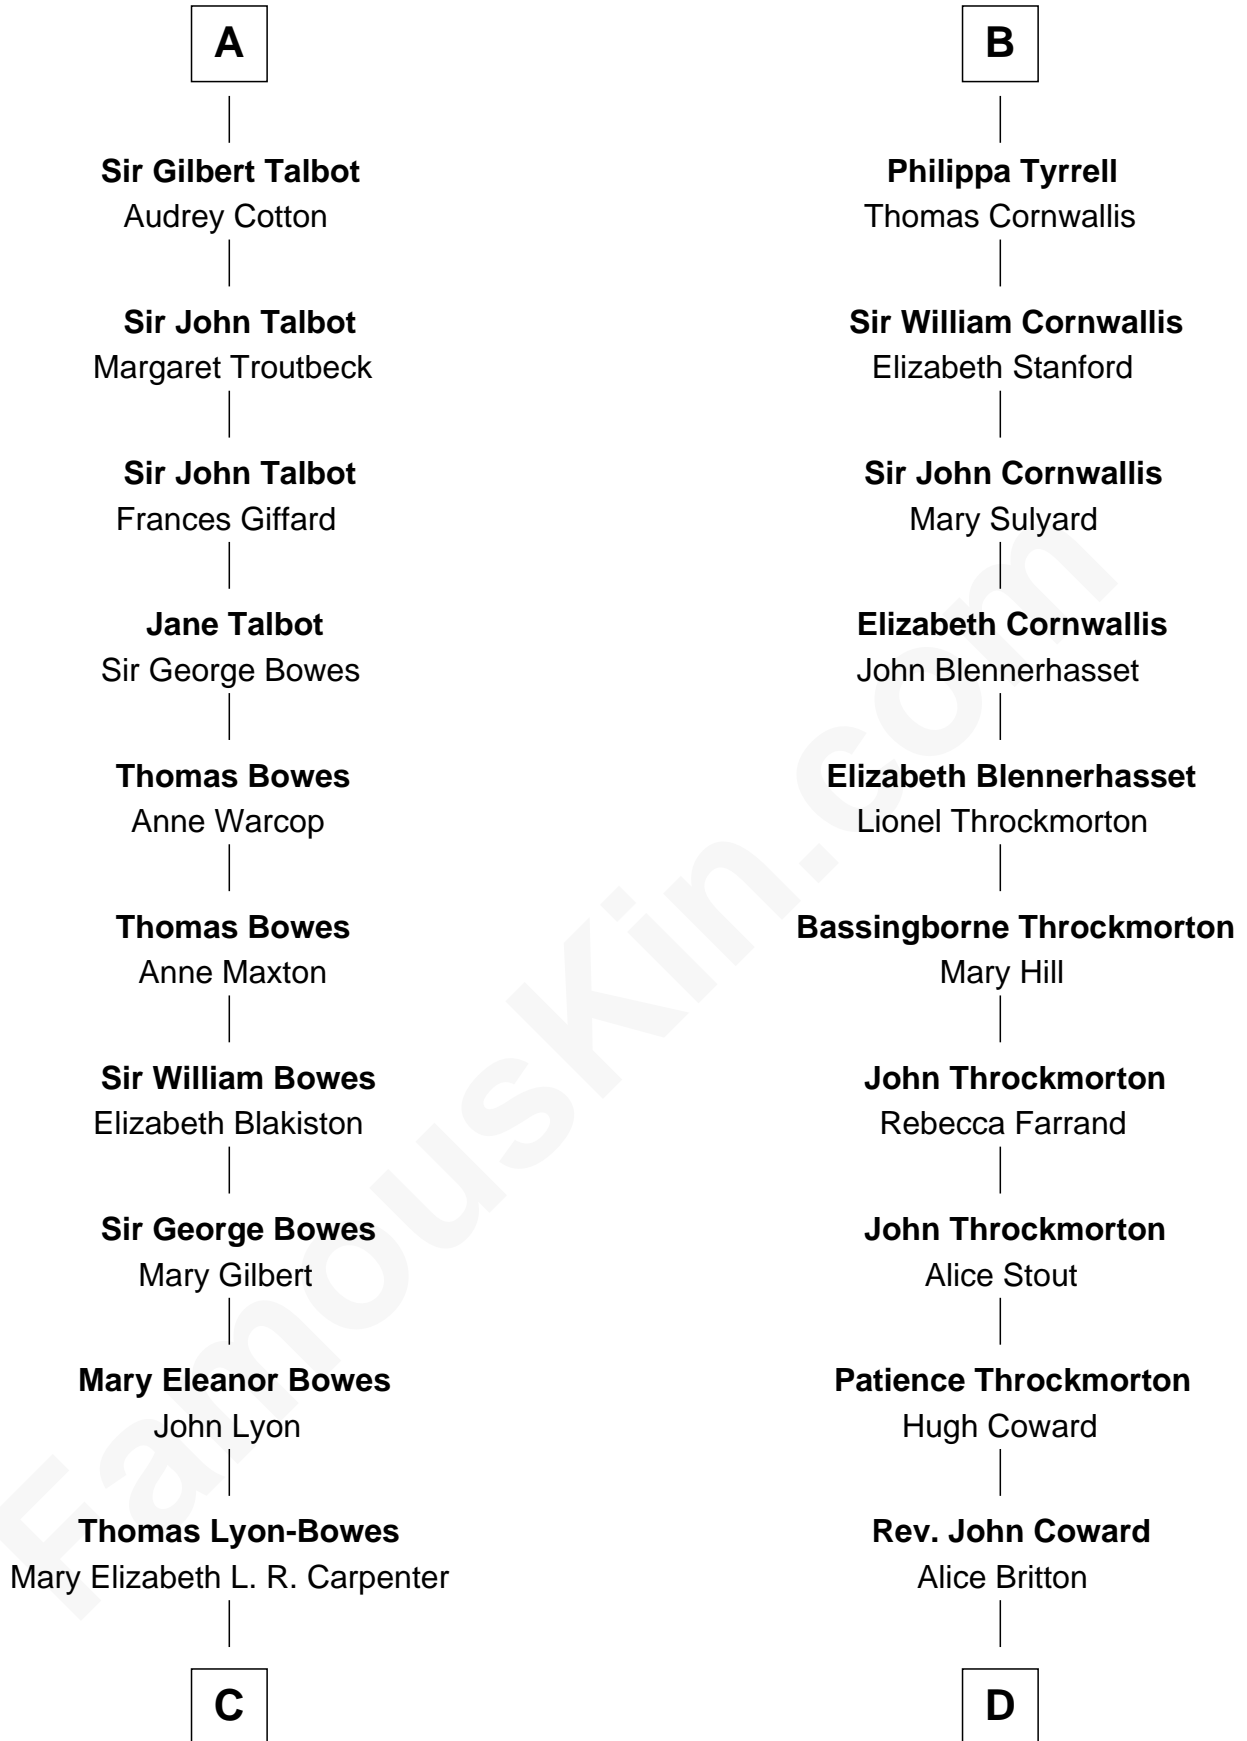 A
Sir Gilbert Talbot
Audrey Cotton
Sir John Talbot
Margaret Troutbeck
Sir John Talbot
Frances Giffard
Jane Talbot
Sir George Bowes
Thomas Bowes
Anne Warcop
Thomas Bowes
Anne Maxton
Sir William Bowes
Elizabeth Blakiston
Sir George Bowes
Mary Gilbert
Mary Eleanor Bowes
John Lyon
Thomas Lyon-Bowes
Mary Elizabeth L. R. Carpenter
C
B
Philippa Tyrrell
Thomas Cornwallis
Sir William Cornwallis
Elizabeth Stanford
Sir John Cornwallis
Mary Sulyard
Elizabeth Cornwallis
John Blennerhasset
Elizabeth Blennerhasset
Lionel Throckmorton
Bassingborne Throckmorton
Mary Hill
John Throckmorton
Rebecca Farrand
John Throckmorton
Alice Stout
Patience Throckmorton
Hugh Coward
Rev. John Coward
Alice Britton
D
FamousKin.com